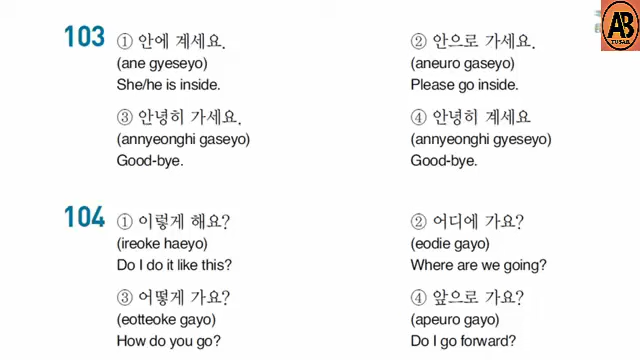 103
① 안에 계세요.
(ane gyeseyo)
She/he is inside.
② 안으로 가세요.
(aneuro gaseyo)
Please go inside.
③ 안녕히 가세요.
(annyeonghi gaseyo)
Good-bye.
④ 안녕히 계세요
(annyeonghi gyeseyo)
Good-bye.
104
① 이렇게 해요?
(ireoke haeyo)
Do I do it like this?
② 어디에 가요?
(eodie gayo)
Where are we going?
③ 어떻게 가요?
(eotteoke gayo)
How do you go?
④ 앞으로 가요?
(apeuro gayo)
Do I go forward?
AB
TUSAR